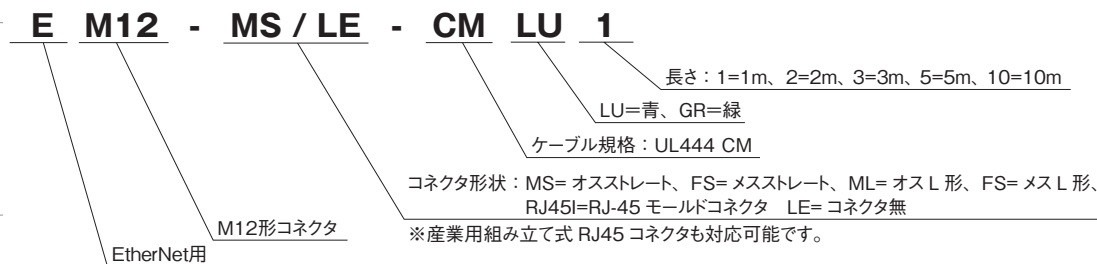 E M12 - MS / LE - CM LU 1
長さ：1=1m、2=2m、3=3m、5=5m、10=10m
LU＝青、GR＝緑
ケーブル規格：UL444 CM
コネクタ形状：MS= オスストレート、FS= メスストレート、ML= オス L 形、FS= メス L 形、
RJ45I=RJ-45 モールドコネクタ　LE= コネクタ無
※産業用組み立て式 RJ45 コネクタも対応可能です。
M12形コネクタ
EtherNet用